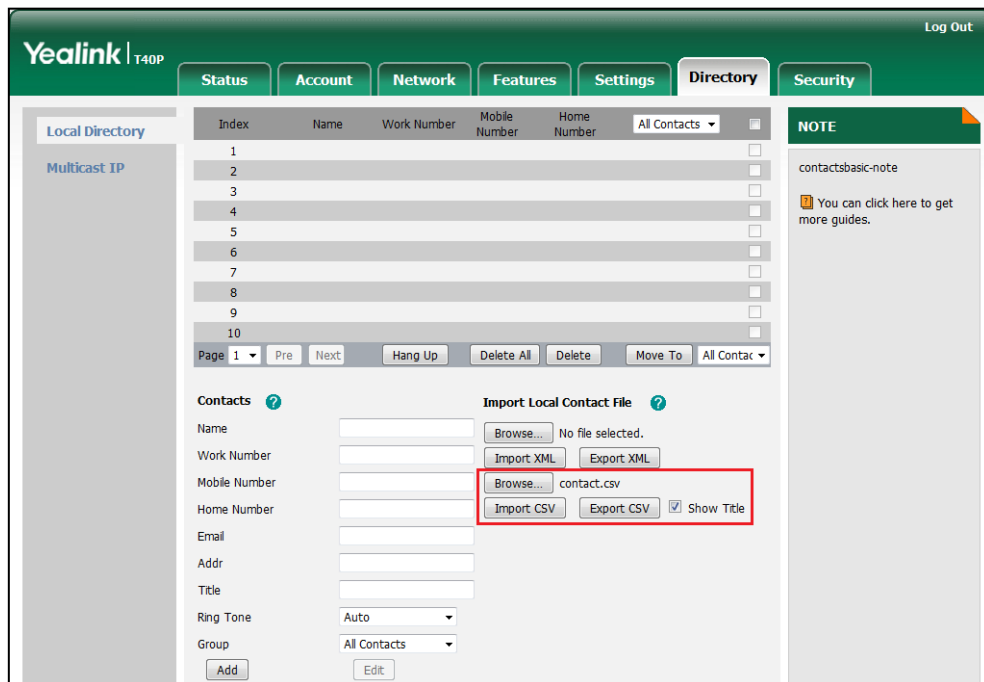 Log Out
Yealink T40P
Status Account Network Features Settings Directory Security
Local Directory
Multicast IP
Index Name Work Number Mobile Number Home Number All Contacts
1
2
3
4
5
6
7
8
9
10
Page 1 Pre Next Hang Up Delete All Delete Move To All Contac
Contacts ?
Name
Work Number
Mobile Number
Home Number
Email
Addr
Title
Ring Tone Auto
Group All Contacts
Add Edit
Import Local Contact File ?
Browse... No file selected.
Import XML Export XML
Browse... contact.csv
Import CSV Export CSV Show Title
NOTE
contactsbasic-note
? You can click here to get
more guides.